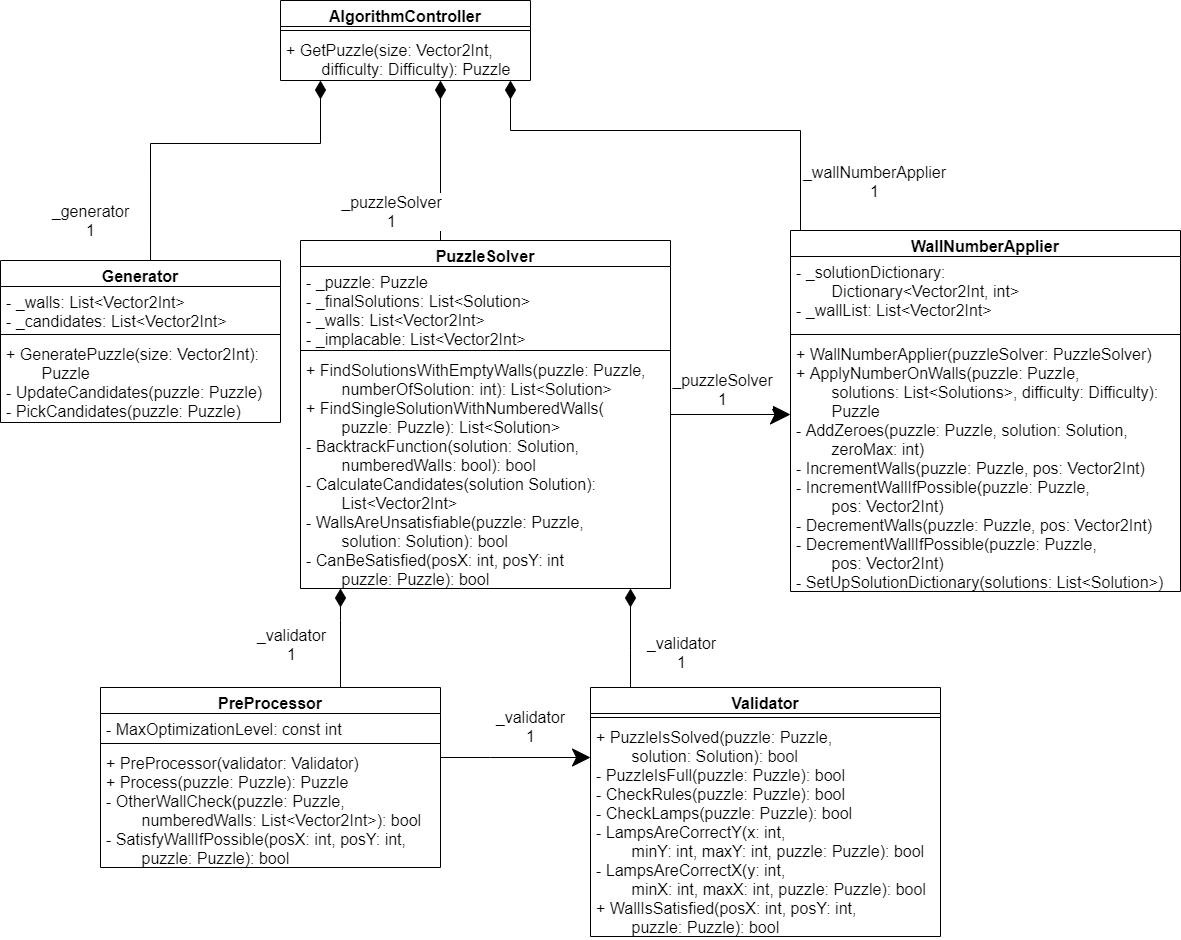 AlgorithmController
+ GetPuzzle(size: Vector2Int,
difficulty: Difficulty): Puzzle
_generator
1
_puzzleSolver
1
_wallNumberApplier
1
Generator
- _walls: List<Vector2Int>
- _candidates: List<Vector2Int>
+ GeneratePuzzle(size: Vector2Int):
Puzzle
- UpdateCandidates(puzzle: Puzzle)
- PickCandidates(puzzle: Puzzle)
PuzzleSolver
- _puzzle: Puzzle
- _finalSolutions: List<Solution>
- _walls: List<Vector2Int>
- _implacable: List<Vector2Int>
+ FindSolutionsWithEmptyWalls(puzzle: Puzzle,
numberOfSolution: int): List<Solution>
+ FindSingleSolutionWithNumberedWalls(
puzzle: Puzzle): List<Solution>
- BacktrackFunction(solution: Solution,
numberedWalls: bool): bool
- CalculateCandidates(solution Solution):
List<Vector2Int>
- WallsAreUnsatisfiable(puzzle: Puzzle,
solution: Solution): bool
- CanBeSatisfied(posX: int, posY: int
puzzle: Puzzle): bool
_puzzleSolver
1
WallNumberApplier
- _solutionDictionary:
Dictionary<Vector2Int, int>
- _wallList: List<Vector2Int>
+ WallNumberApplier(puzzleSolver: PuzzleSolver)
+ ApplyNumberOnWalls(puzzle: Puzzle,
solutions: List<Solutions>, difficulty: Difficulty):
Puzzle
- AddZeroes(puzzle: Puzzle, solution: Solution,
zeroMax: int)
- IncrementWalls(puzzle: Puzzle, pos: Vector2Int)
- IncrementWallIfPossible(puzzle: Puzzle,
pos: Vector2Int)
- DecrementWalls(puzzle: Puzzle, pos: Vector2Int)
- DecrementWallIfPossible(puzzle: Puzzle,
pos: Vector2Int)
- SetUpSolutionDictionary(solutions: List<Solution>)
_validator
1
_validator
1
PreProcessor
- MaxOptimizationLevel: const int
+ PreProcessor(validator: Validator)
+ Process(puzzle: Puzzle): Puzzle
- OtherWallCheck(puzzle: Puzzle,
numberedWalls: List<Vector2Int>): bool
- SatisfyWallIfPossible(posX: int, posY: int,
puzzle: Puzzle): bool
_validator
1
Validator
+ PuzzleIsSolved(puzzle: Puzzle,
solution: Solution): bool
- PuzzleIsFull(puzzle: Puzzle): bool
- CheckRules(puzzle: Puzzle): bool
- CheckLamps(puzzle: Puzzle): bool
- LampsAreCorrectY(x: int,
minY: int, maxY: int, puzzle: Puzzle): bool
- LampsAreCorrectX(y: int,
minX: int, maxX: int, puzzle: Puzzle): bool
+ WallIsSatisfied(posX: int, posY: int,
puzzle: Puzzle): bool